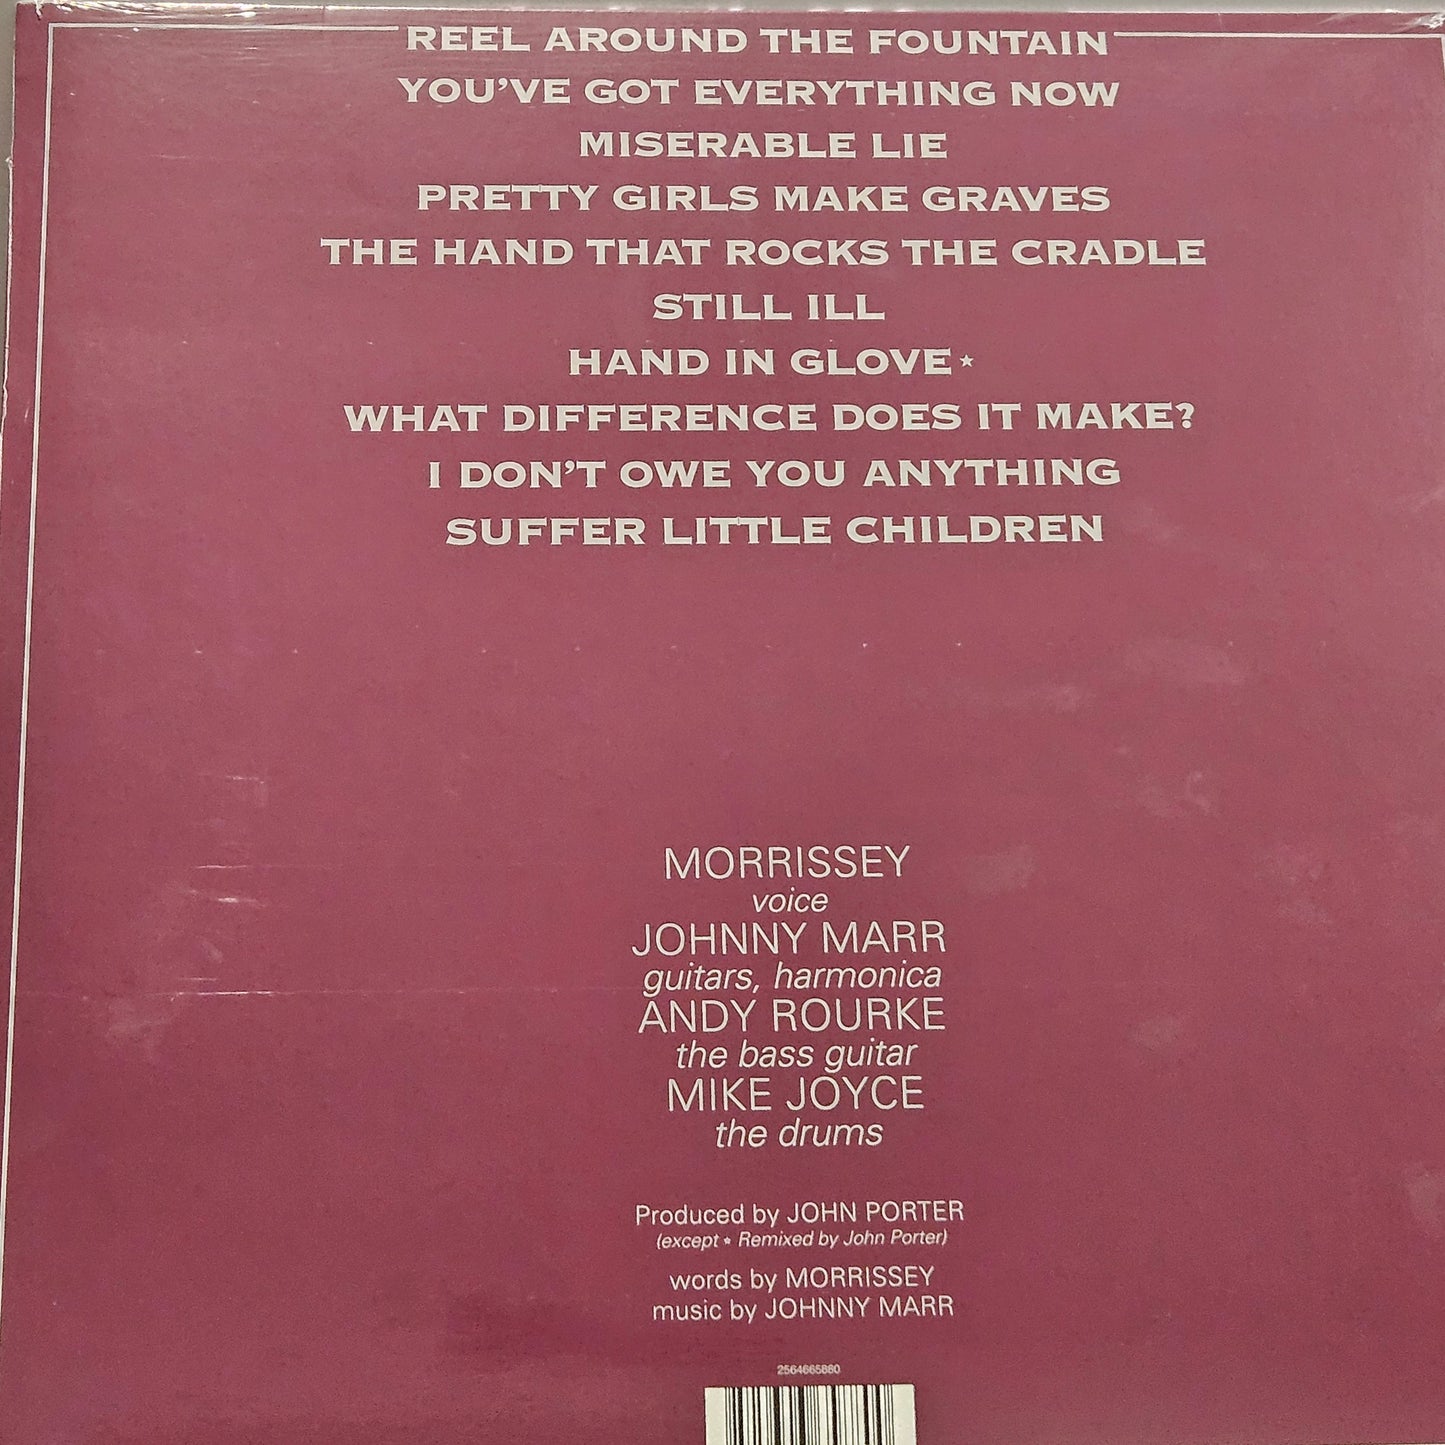 REEL AROUND THE FOUNTAIN
YOU'VE GOT EVERYTHING NOW
MISERABLE LIE
PRETTY GIRLS MAKE GRAVES
THE HAND THAT ROCKS THE CRADLE
STILL ILL
HAND IN GLOVE ★
WHAT DIFFERENCE DOES IT MAKE?
I DON'T OWE YOU ANYTHING
SUFFER LITTLE CHILDREN
MORRISSEY
voice
JOHNNY MARR
guitars, harmonica
ANDY ROURKE
the bass guitar
MIKE JOYCE
the drums
Produced by JOHN PORTER
(except ★ Remixed by John Porter)
words by MORRISSEY
music by JOHNNY MARR
2564665880